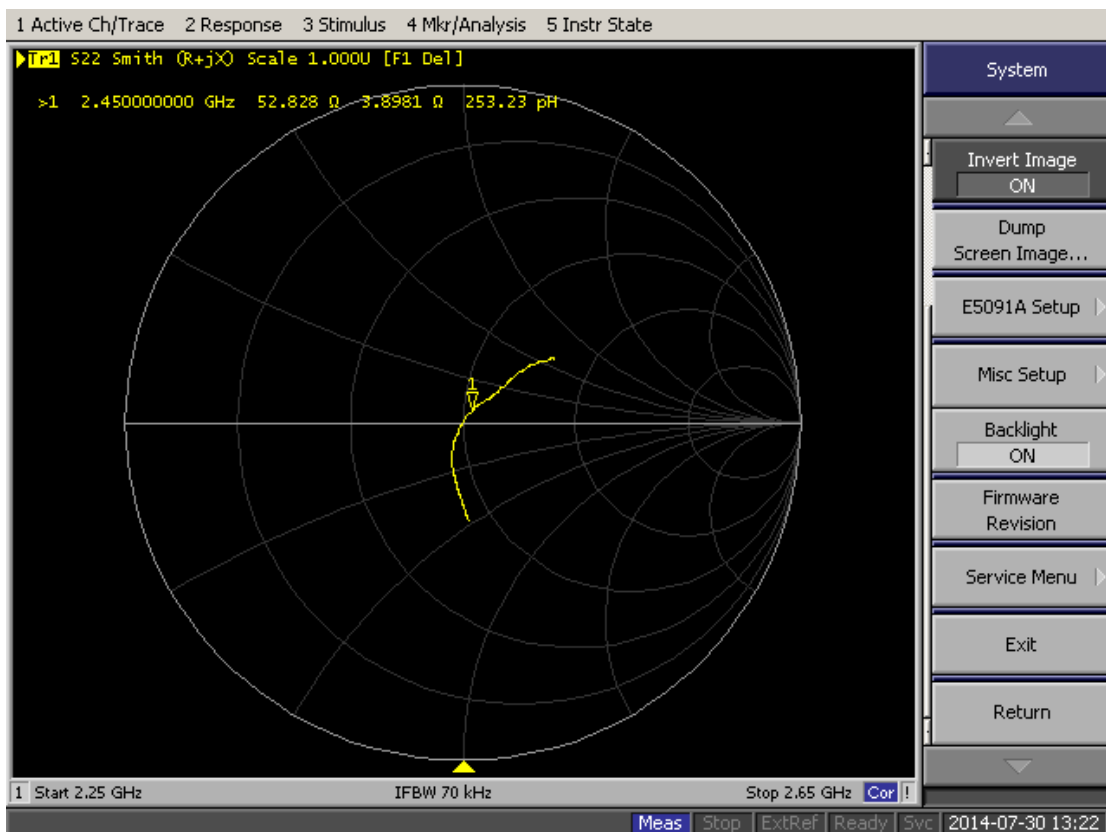 1 Active Ch/Trace 2 Response 3 Stimulus 4 Mkr/Analysis 5 Instr State
Tr1 S22 Smith (R+jX) Scale 1.000U [F1 Del]
>1 2.450000000 GHz 52.828 Ω 3.8981 Ω 253.23 pH
1
System
Invert Image
ON
Dump
Screen Image...
E5091A Setup
Misc Setup
Backlight
ON
Firmware
Revision
Service Menu
Exit
Return
1 Start 2.25 GHz IFBW 70 kHz Stop 2.65 GHz Cor !
Meas Stop ExtRef Ready Svc 2014-07-30 13:22